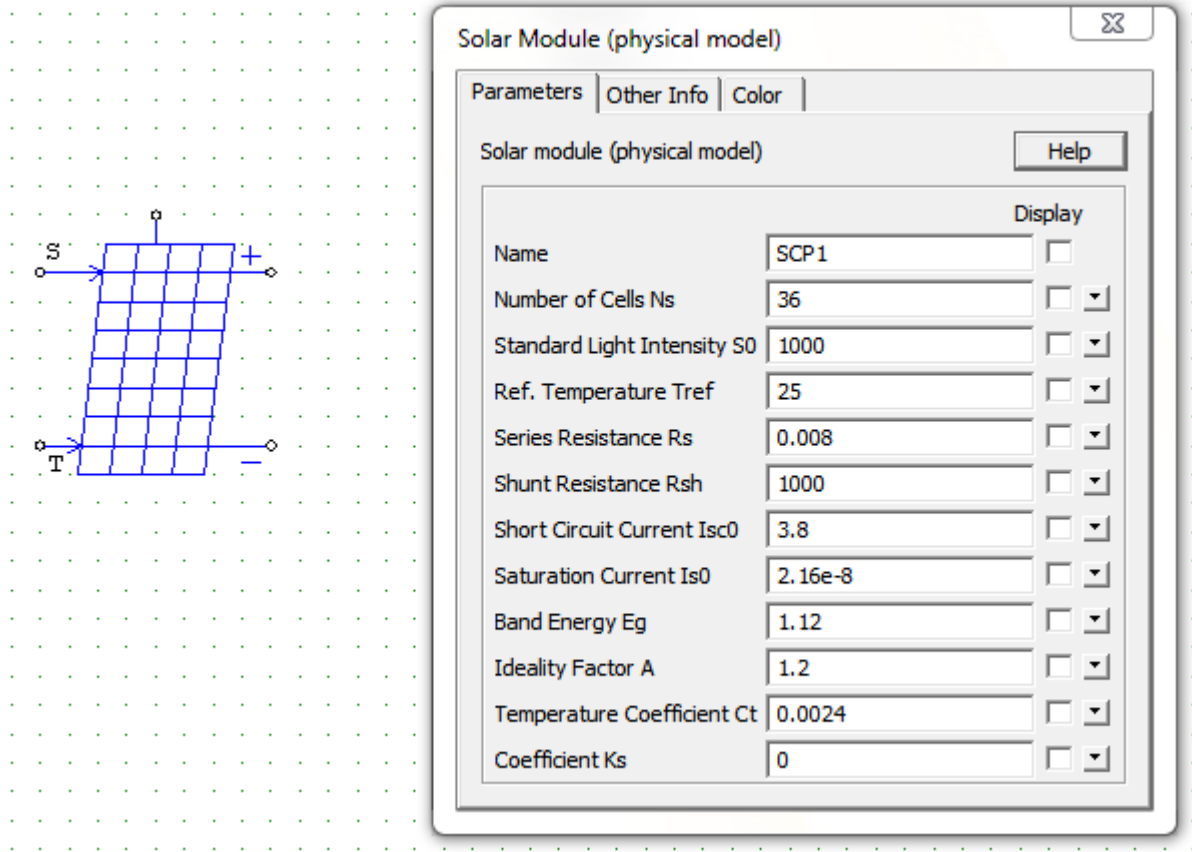 Solar Module (physical model)
Parameters Other Info Color
Solar module (physical model) Help
Display
Name SCP1
Number of Cells Ns 36
Standard Light Intensity S0 1000
Ref. Temperature Tref 25
Series Resistance Rs 0.008
Shunt Resistance Rsh 1000
Short Circuit Current Isc0 3.8
Saturation Current Is0 2.16e-8
Band Energy Eg 1.12
Ideality Factor A 1.2
Temperature Coefficient Ct 0.0024
Coefficient Ks 0
S +
T −